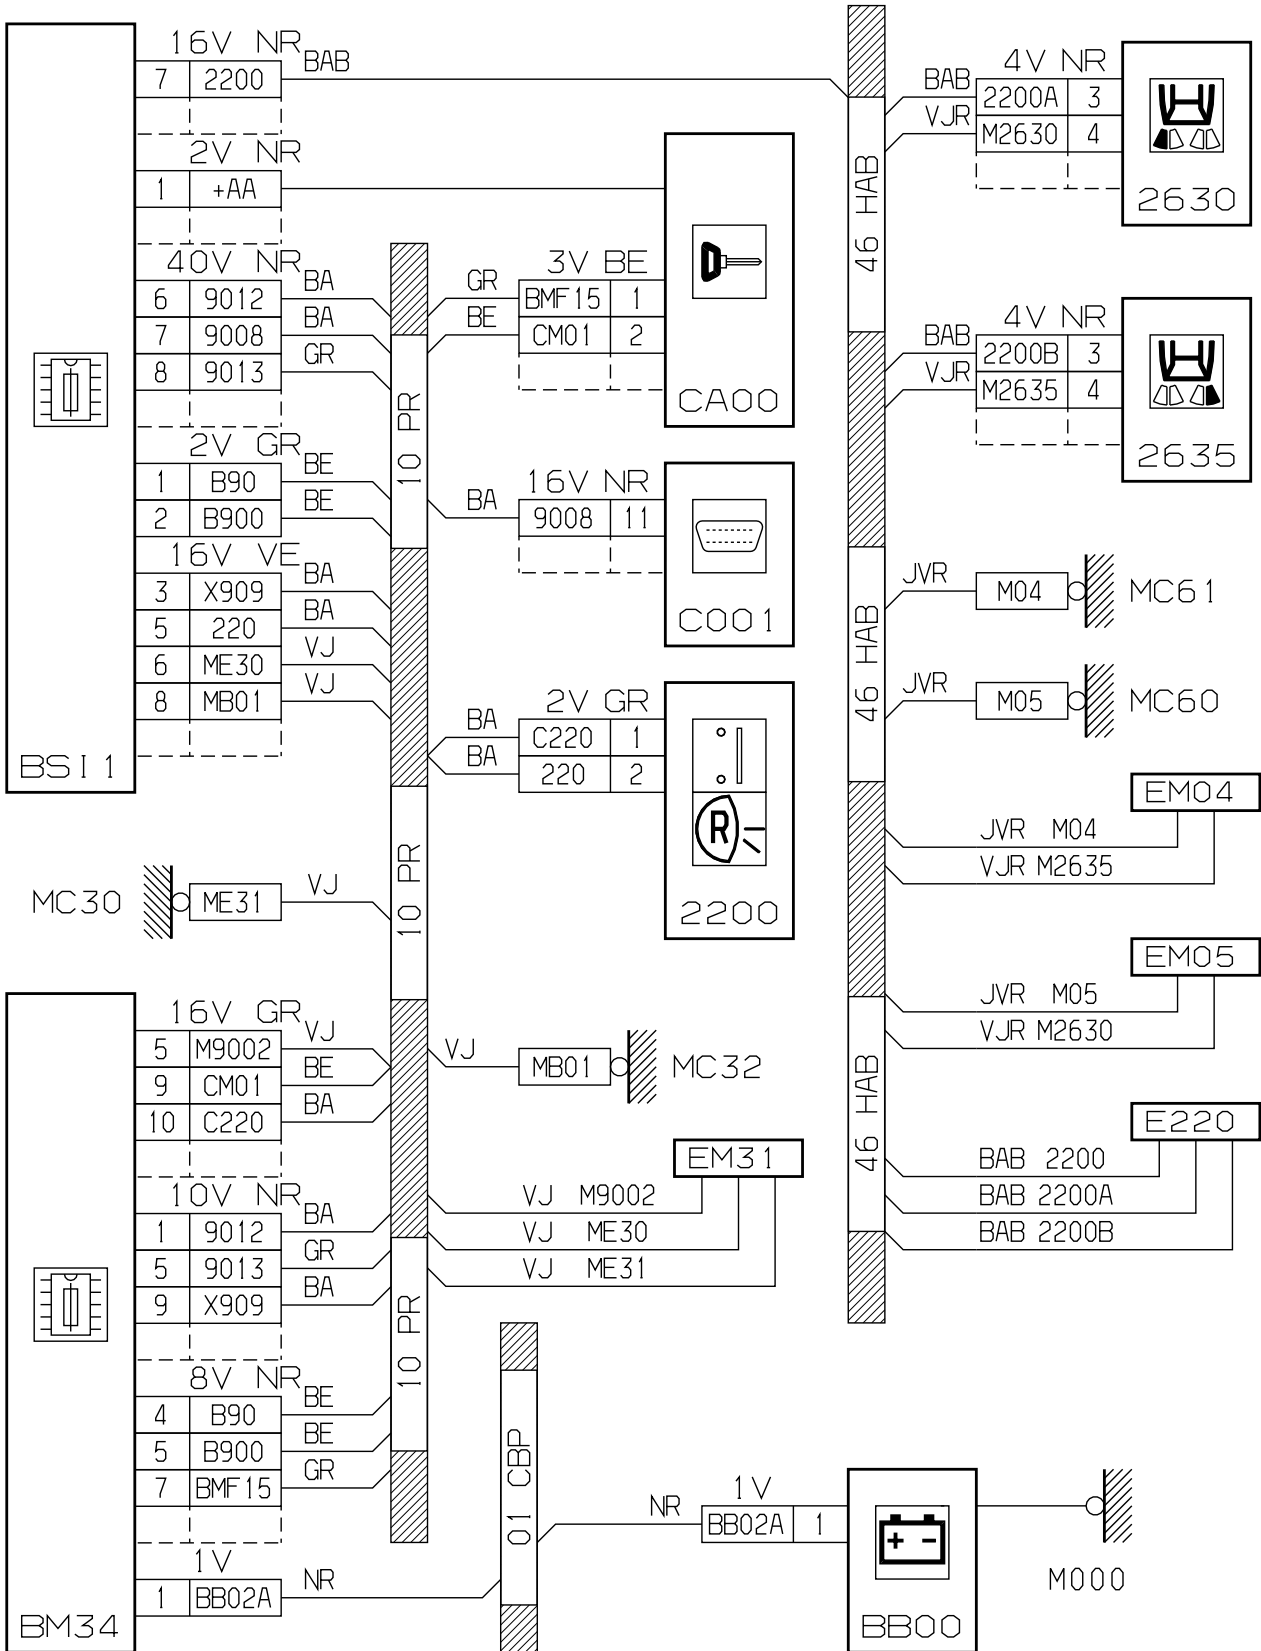 16V NR
7 2200 BAB
2V NR
1 +AA
40V NR
6 9012 BA
7 9008 BA
8 9013 GR
2V GR
1 B90 BE
2 B900 BE
16V VE
3 X909 BA
5 220 BA
6 ME30 VJ
8 MB01 VJ
BSI1
MC30 ME31 VJ
16V GR
5 M9002 VJ
9 CM01 BE
10 C220 BA
10V NR
1 9012 BA
5 9013 GR
9 X909 BA
8V NR
4 B90 BE
5 B900 BE
7 BMF15 GR
1V
1 BB02A NR
BM34
10 PR
10 PR
10 PR
3V BE
GR BMF15 1
BE CM01 2
CA00
16V NR
BA 9008 11
C001
2V GR
BA C220 1
BA 220 2
R
2200
VJ MB01 MC32
EM31
VJ M9002
VJ ME30
VJ ME31
01 CBP
1V
NR BB02A 1
+ -
BB00
M000
46 HAB
46 HAB
46 HAB
4V NR
BAB 2200A 3
VJR M2630 4
2630
4V NR
BAB 2200B 3
VJR M2635 4
2635
JVR M04 MC61
JVR M05 MC60
EM04
JVR M04
VJR M2635
EM05
JVR M05
VJR M2630
E220
BAB 2200
BAB 2200A
BAB 2200B